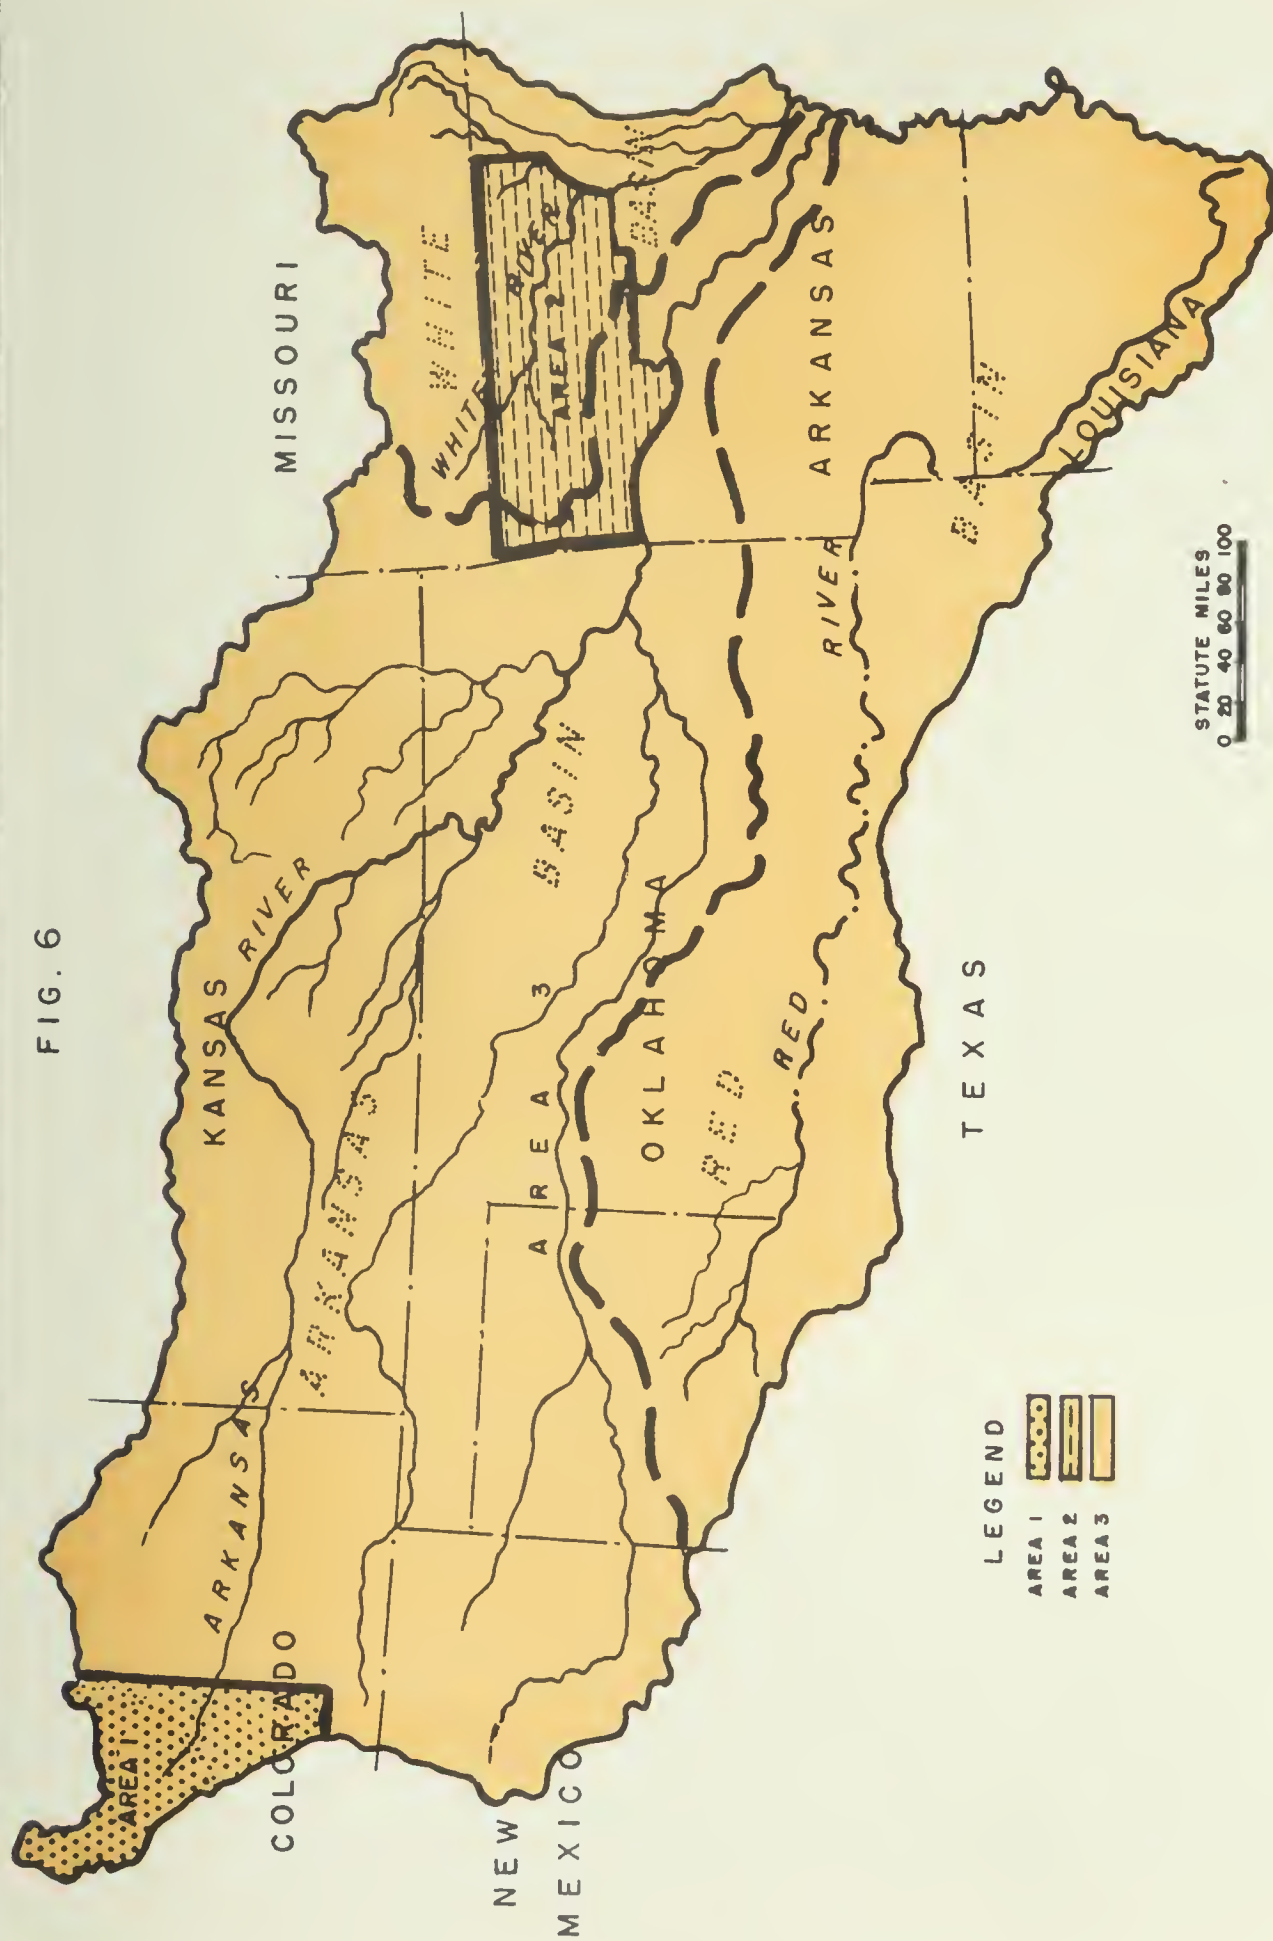 FIG. 6
MISSOURI
KANSAS
RIVER
WHITE
WHITE
RIVER
AREA 2
BASIN
COLORADO
AREA 1
ARKANSAS
ARKANSAS
BASIN
AREA 3
OKLAHOMA
ARKANSAS
NEW
MEXICO
RED
BASIN
RED
RIVER
LOUISIANA
TEXAS
LEGEND
AREA 1
AREA 2
AREA 3
STATUTE MILES
0 20 40 60 80 100